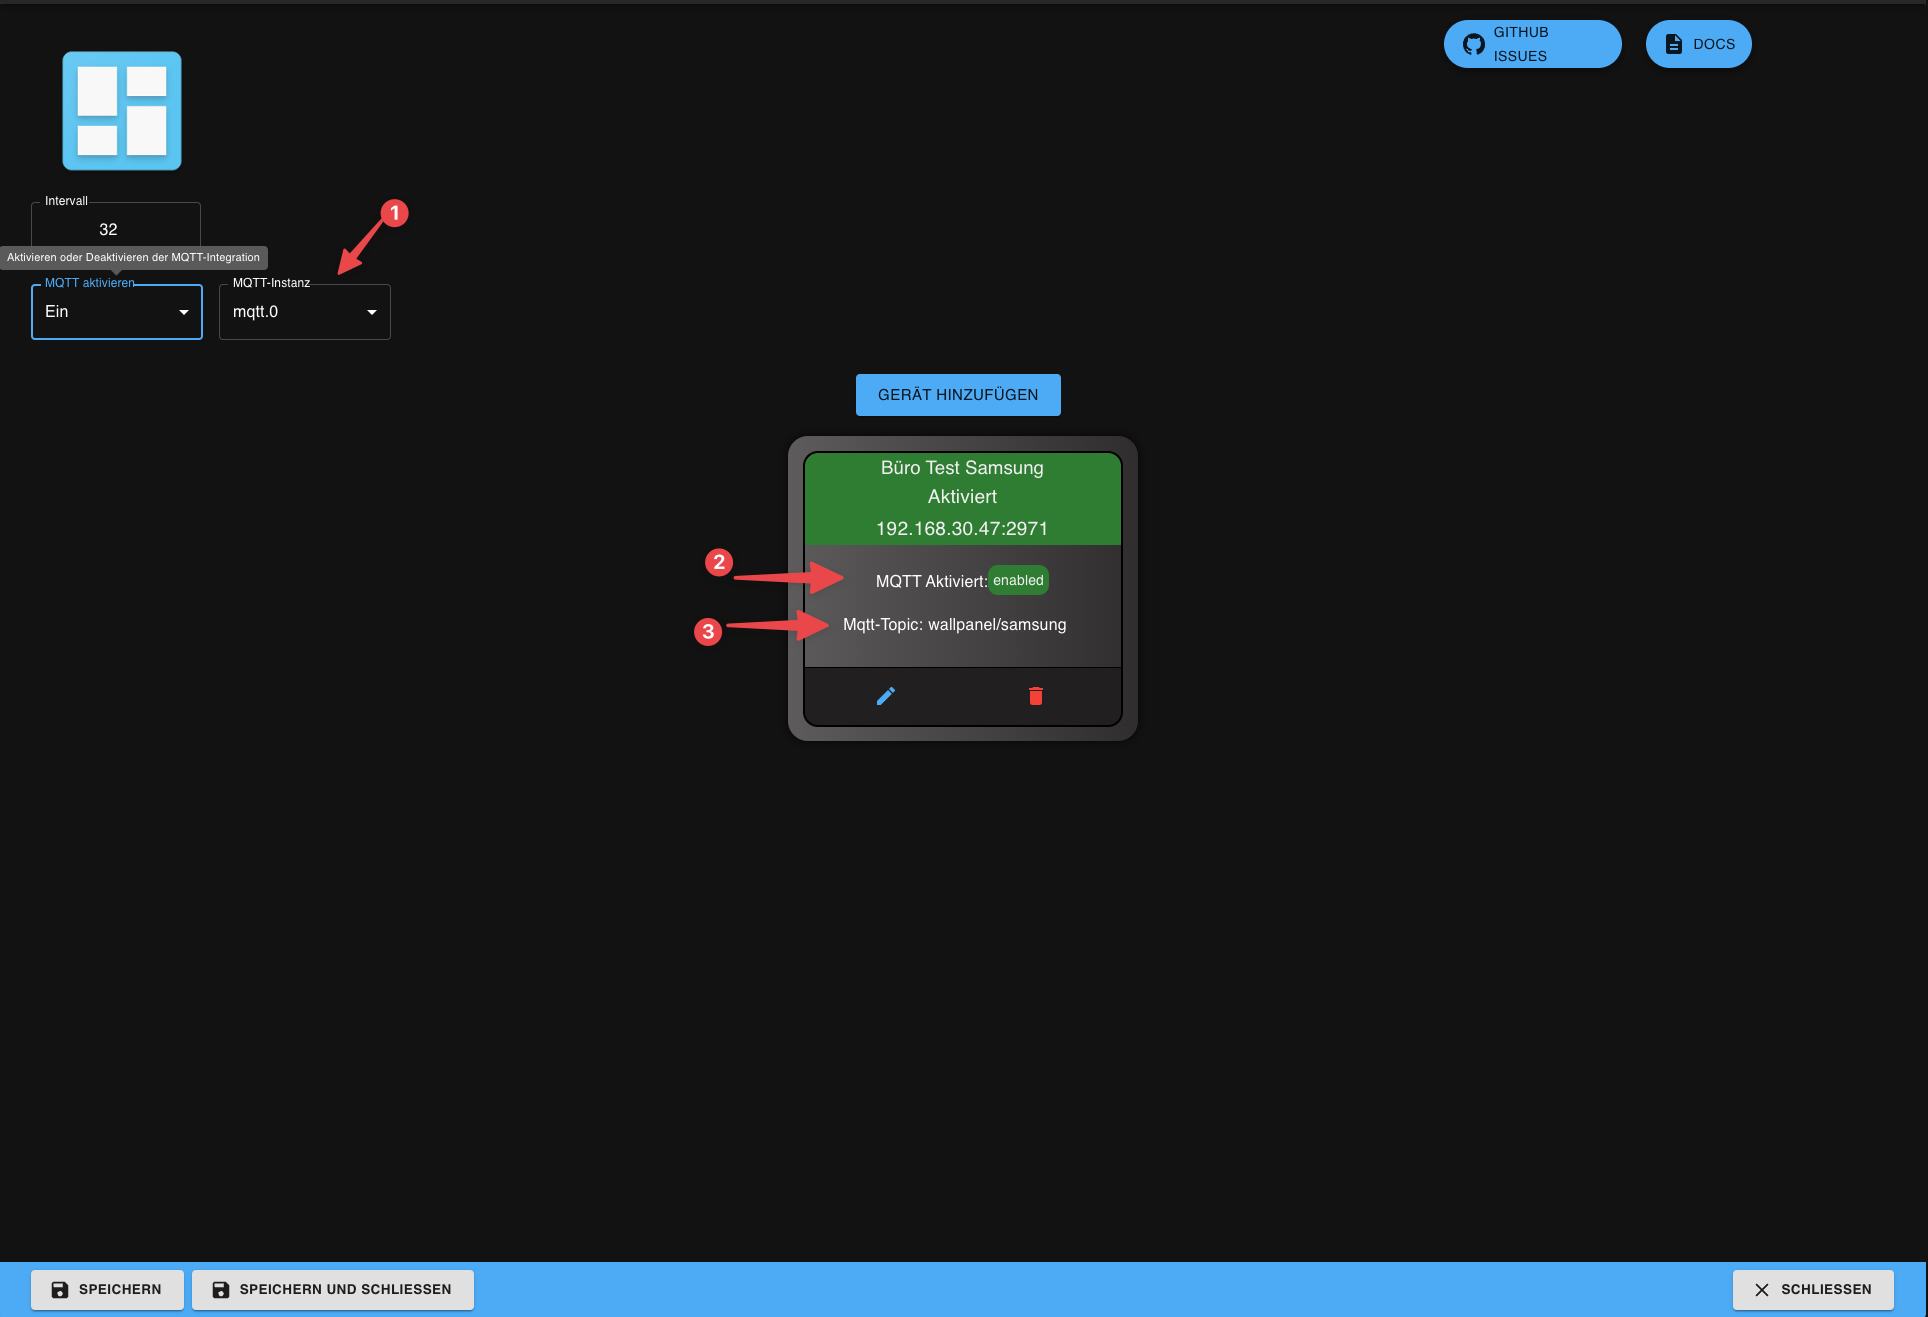 GITHUB
ISSUES
DOCS
Intervall
32
1
Aktivieren oder Deaktivieren der MQTT-Integration
MQTT aktivieren
Ein
MQTT-Instanz
mqtt.0
GERÄT HINZUFÜGEN
Büro Test Samsung
Aktiviert
192.168.30.47:2971
2
MQTT Aktiviert: enabled
3
Mqtt-Topic: wallpanel/samsung
SPEICHERN
SPEICHERN UND SCHLIESSEN
SCHLIESSEN